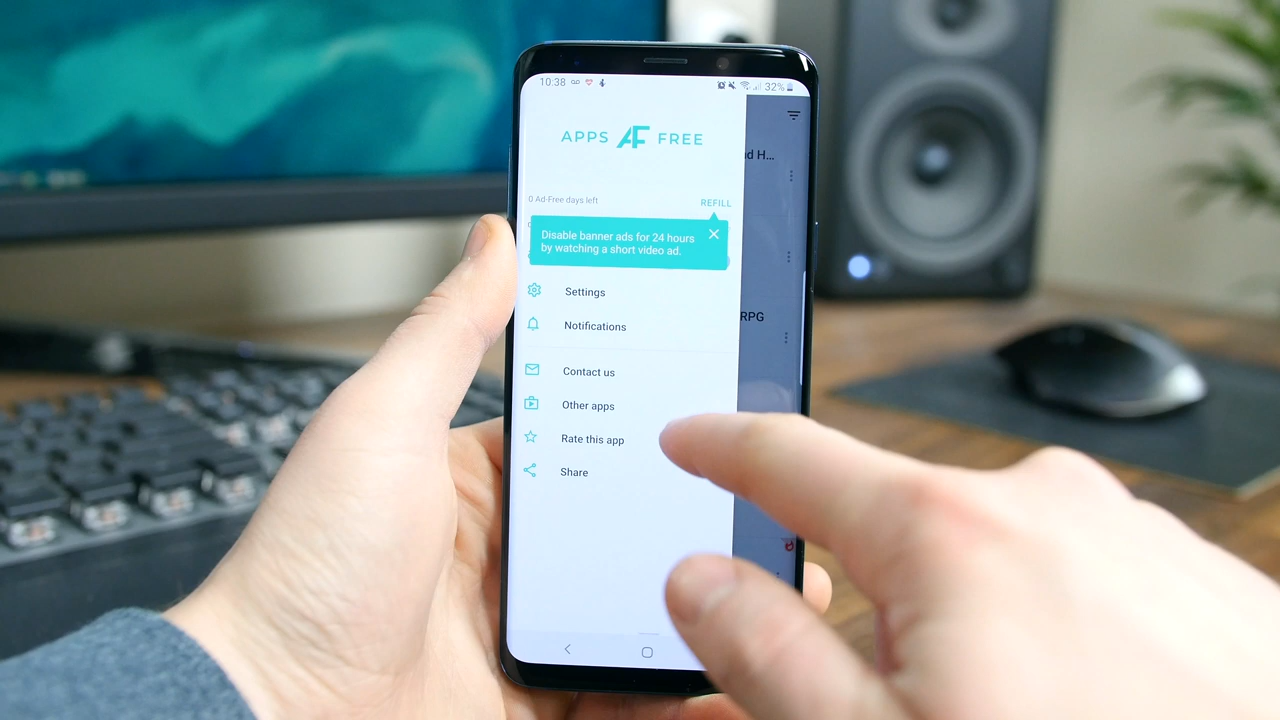 10:38
32%
APPS AF FREE
d H...
0 Ad-Free days left
REFILL
Disable banner ads for 24 hours
by watching a short video ad.
Settings
RPG
Notifications
Contact us
Other apps
Rate this app
Share